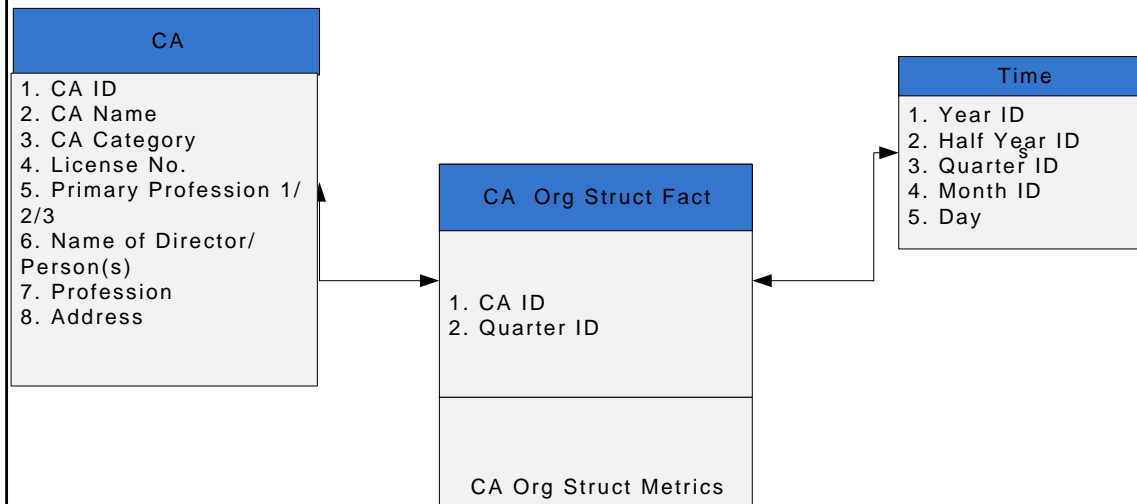 CA
1. CA ID
2. CA Name
3. CA Category
4. License No.
5. Primary Profession 1/
2/3
6. Name of Director/
Person(s)
7. Profession
8. Address
CA Org Struct Fact
1. CA ID
2. Quarter ID
CA Org Struct Metrics
Time
1. Year ID
2. Half Year ID
s
3. Quarter ID
4. Month ID
5. Day